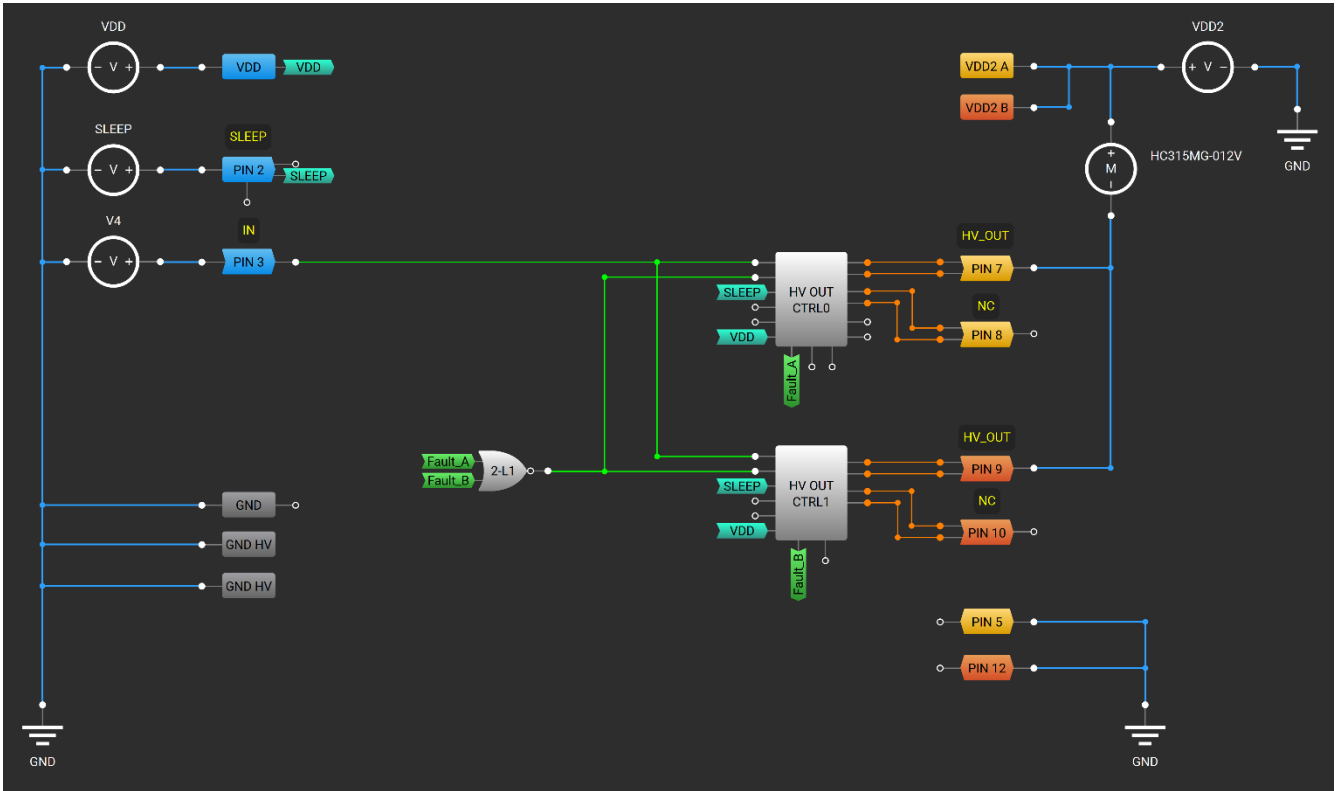 VDD
– V +
VDD
VDD
SLEEP
– V +
SLEEP
PIN 2
SLEEP
V4
– V +
IN
PIN 3
GND
GND HV
GND HV
GND
Fault_A
Fault_B
2-L1
HV OUT
CTRL0
SLEEP
VDD
Fault_A
HV OUT
CTRL1
SLEEP
VDD
Fault_B
VDD2 A
VDD2 B
VDD2
+ V –
GND
+
M
–
HC315MG-012V
HV_OUT
PIN 7
NC
PIN 8
HV_OUT
PIN 9
NC
PIN 10
PIN 5
PIN 12
GND